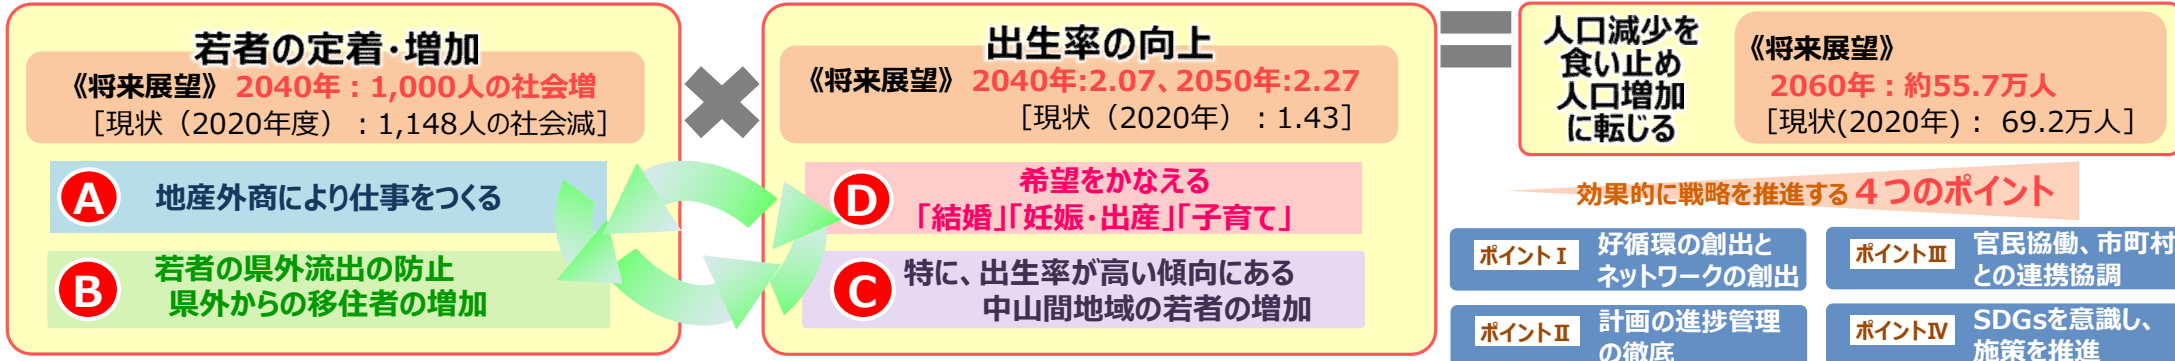 若者の定着・増加
《将来展望》 2040年：1,000人の社会増
［現状（2020年度）：1,148人の社会減］
A 地産外商により仕事をつくる
B 若者の県外流出の防止
県外からの移住者の増加
出生率の向上
《将来展望》 2040年:2.07、2050年:2.27
［現状（2020年）：1.43］
D 希望をかなえる
「結婚」「妊娠・出産」「子育て」
C 特に、出生率が高い傾向にある
中山間地域の若者の増加
人口減少を
食い止め
人口増加
に転じる
《将来展望》
2060年：約55.7万人
［現状(2020年)： 69.2万人］
効果的に戦略を推進する４つのポイント
ポイントⅠ 好循環の創出と
ネットワークの創出
ポイントⅡ 計画の進捗管理
の徹底
ポイントⅢ 官民協働、市町村
との連携協調
ポイントⅣ SDGsを意識し、
施策を推進